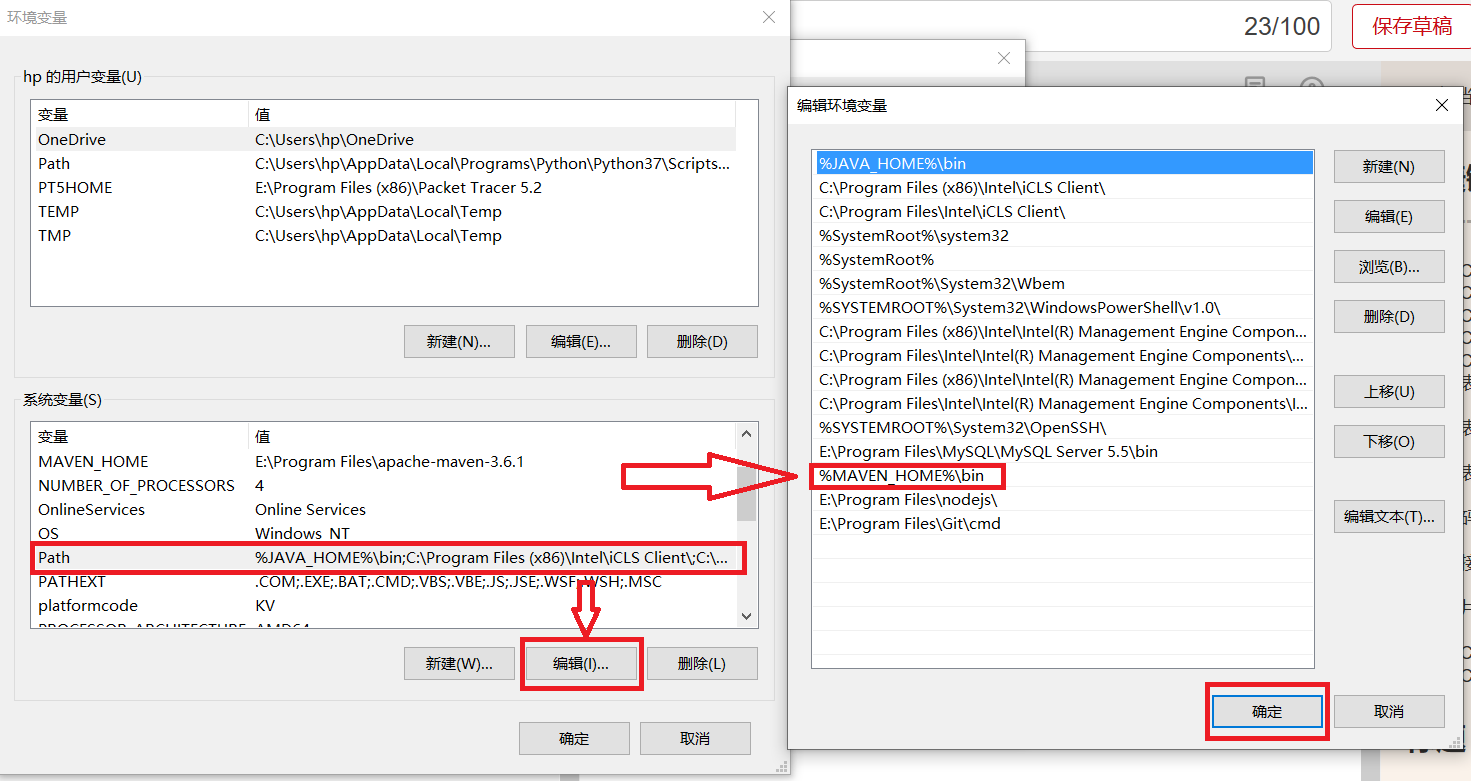 环境变量
hp 的用户变量(U)
变量 值
OneDrive C:\Users\hp\OneDrive
Path C:\Users\hp\AppData\Local\Programs\Python\Python37\Scripts...
PT5HOME E:\Program Files (x86)\Packet Tracer 5.2
TEMP C:\Users\hp\AppData\Local\Temp
TMP C:\Users\hp\AppData\Local\Temp
新建(N)... 编辑(E)... 删除(D)
系统变量(S)
变量 值
MAVEN_HOME E:\Program Files\apache-maven-3.6.1
NUMBER_OF_PROCESSORS 4
OnlineServices Online Services
OS Windows_NT
Path %JAVA_HOME%\bin;C:\Program Files (x86)\Intel\iCLS Client\;C:\...
PATHEXT .COM;.EXE;.BAT;.CMD;.VBS;.VBE;.JS;.JSE;.WSF;.WSH;.MSC
platformcode KV
PROCESSOR_ARCHITECTURE AMD64
新建(W)... 编辑(I)... 删除(L)
确定 取消
23/100
保存草稿
编辑环境变量
%JAVA_HOME%\bin
C:\Program Files (x86)\Intel\iCLS Client\
C:\Program Files\Intel\iCLS Client\
%SystemRoot%\system32
%SystemRoot%
%SystemRoot%\System32\Wbem
%SYSTEMROOT%\System32\WindowsPowerShell\v1.0\
C:\Program Files (x86)\Intel\Intel(R) Management Engine Compon...
C:\Program Files\Intel\Intel(R) Management Engine Components\...
C:\Program Files (x86)\Intel\Intel(R) Management Engine Compon...
C:\Program Files\Intel\Intel(R) Management Engine Components\I...
%SYSTEMROOT%\System32\OpenSSH\
E:\Program Files\MySQL\MySQL Server 5.5\bin
%MAVEN_HOME%\bin
E:\Program Files\nodejs\
E:\Program Files\Git\cmd
新建(N)
编辑(E)
浏览(B)...
删除(D)
上移(U)
下移(O)
编辑文本(T)...
确定 取消